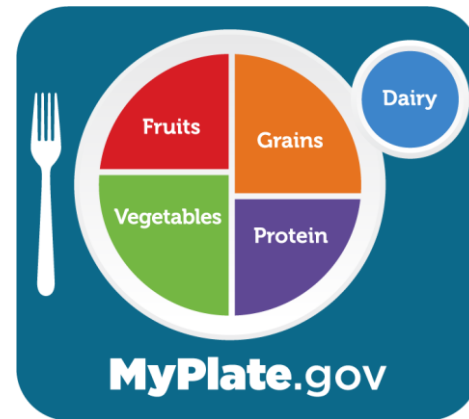 Fruits
Grains
Dairy
Vegetables
Protein
MyPlate.gov